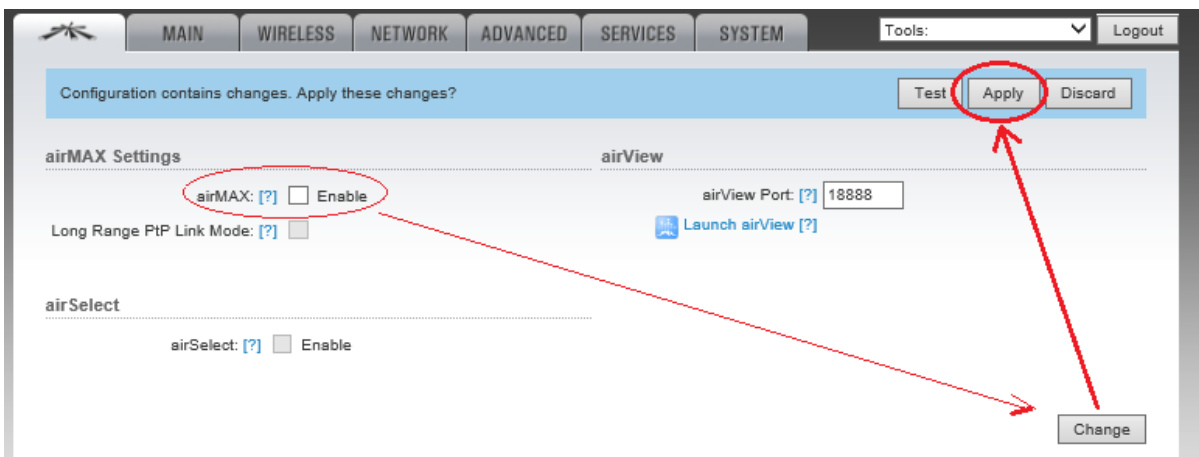 MAIN WIRELESS NETWORK ADVANCED SERVICES SYSTEM Tools: Logout
Configuration contains changes. Apply these changes? Test Apply Discard
airMAX Settings
airMAX: [?] Enable
Long Range PtP Link Mode: [?]
airView
airView Port: [?] 18888
Launch airView [?]
airSelect
airSelect: [?] Enable
Change